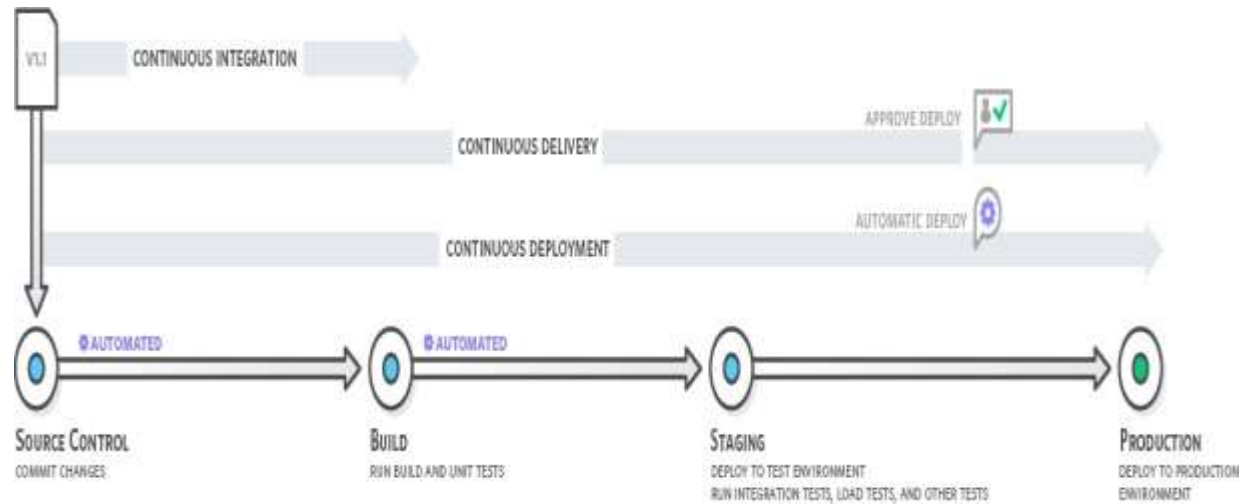 V1.1
CONTINUOUS INTEGRATION
APPROVE DEPLOY
CONTINUOUS DELIVERY
AUTOMATIC DEPLOY
CONTINUOUS DEPLOYMENT
AUTOMATED
AUTOMATED
SOURCE CONTROL
COMMIT CHANGES
BUILD
RUN BUILD AND UNIT TESTS
STAGING
DEPLOY TO TEST ENVIRONMENT
RUN INTEGRATION TESTS, LOAD TESTS, AND OTHER TESTS
PRODUCTION
DEPLOY TO PRODUCTION
ENVIRONMENT